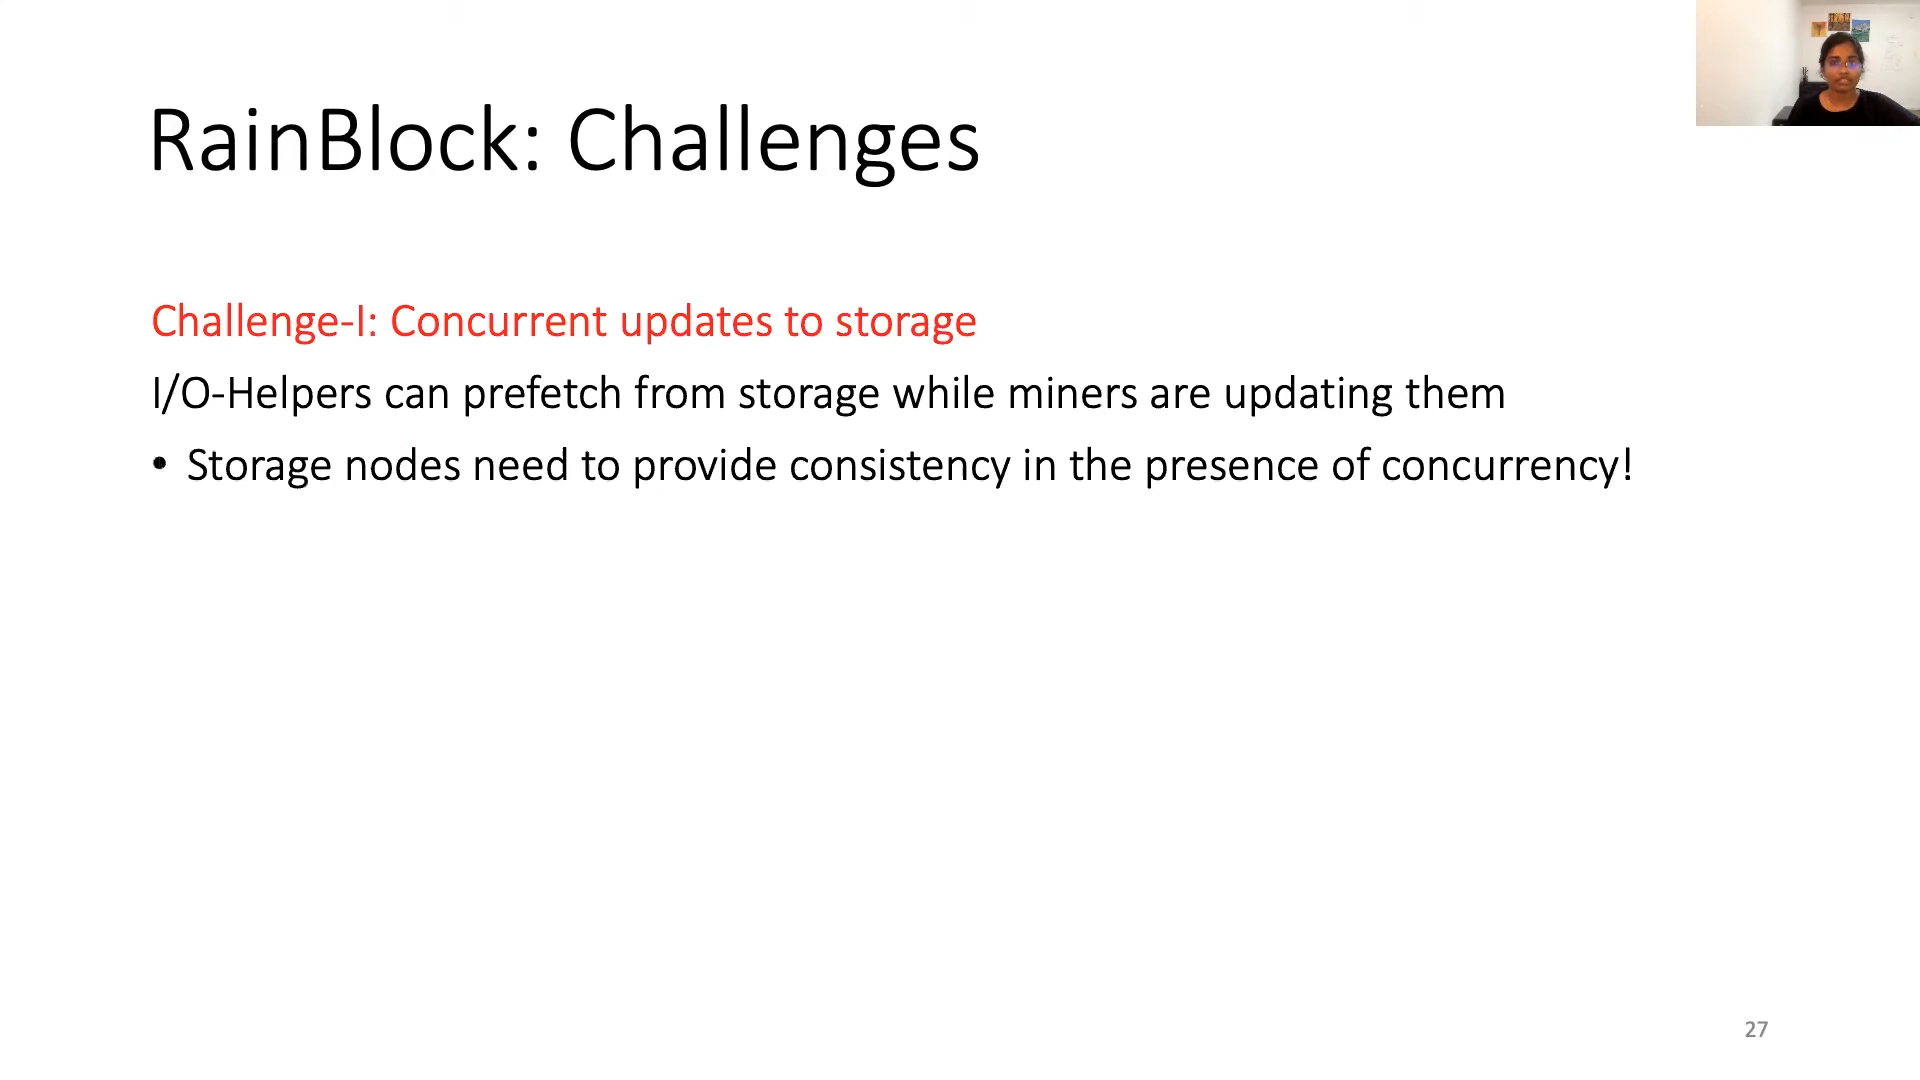 RainBlock: Challenges
Challenge-I: Concurrent updates to storage
I/O-Helpers can prefetch from storage while miners are updating them
• Storage nodes need to provide consistency in the presence of concurrency!
27